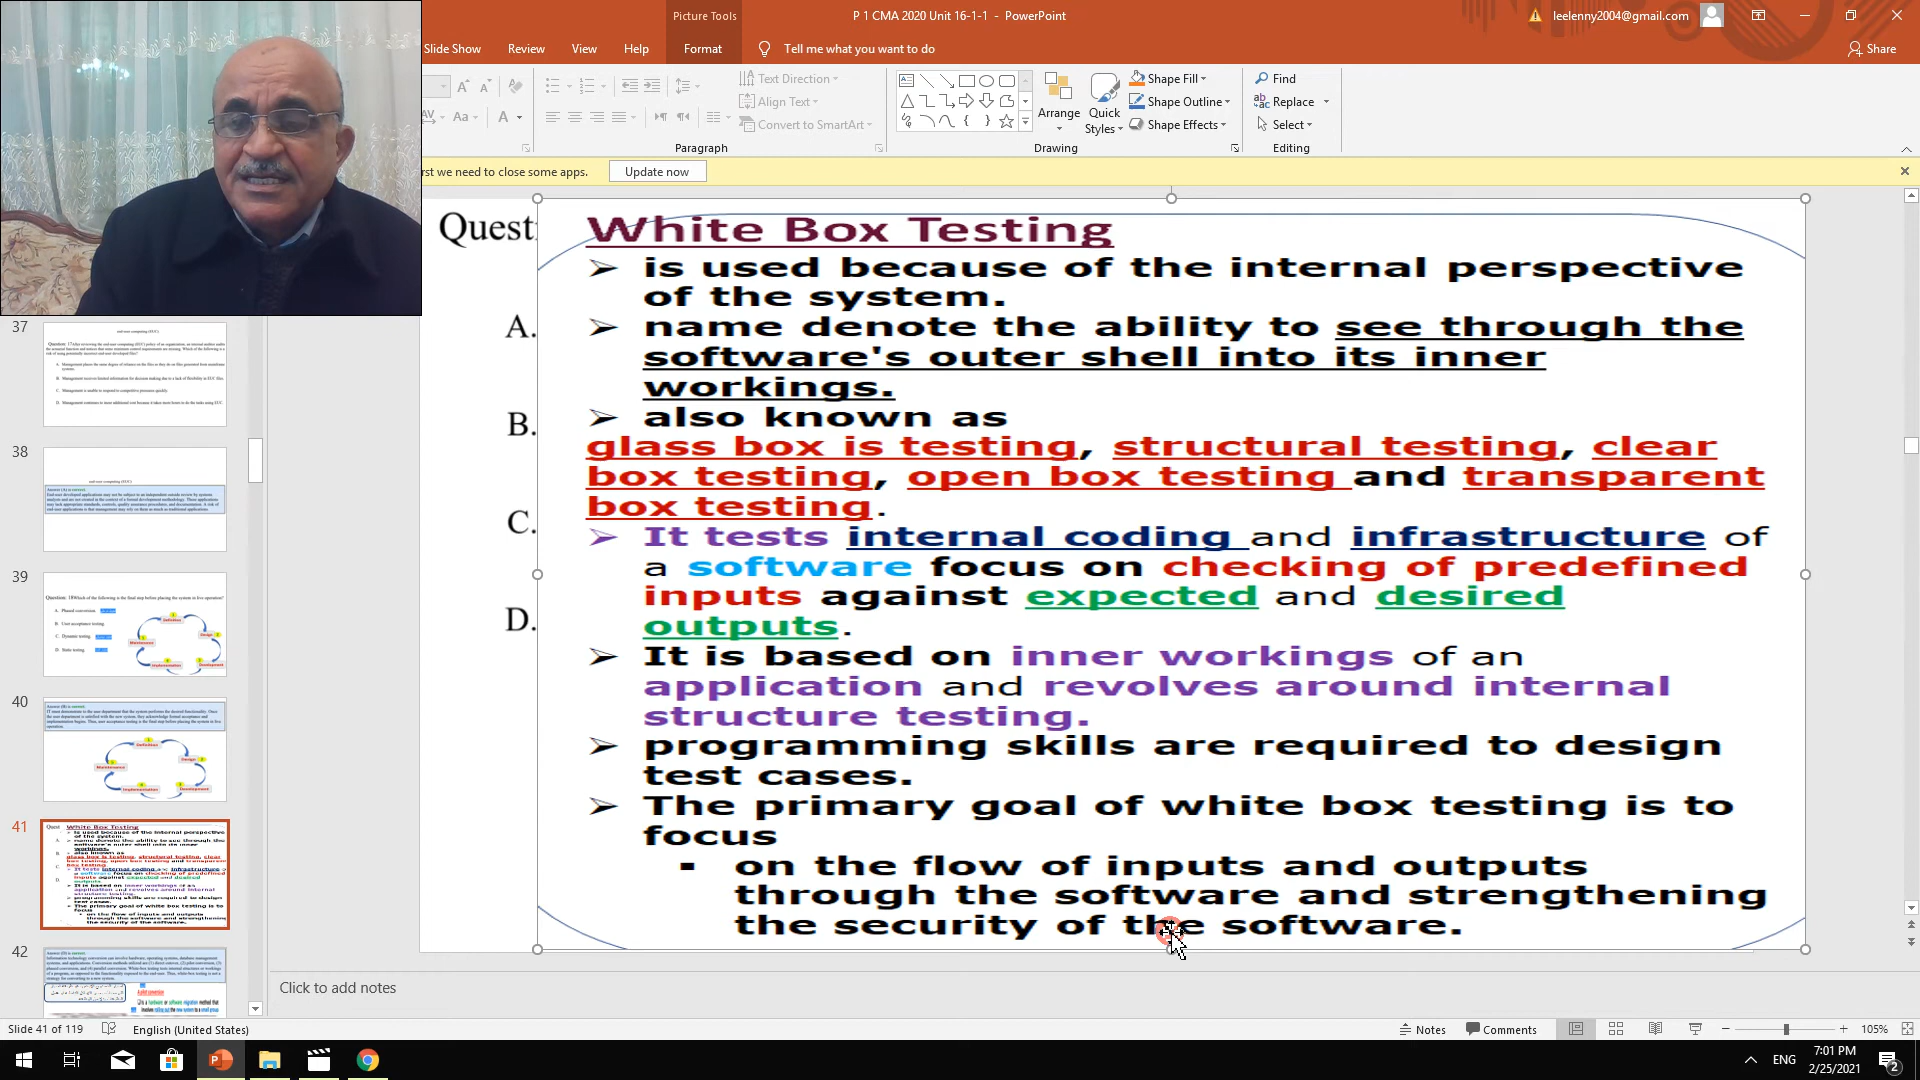 Picture Tools
P 1 CMA 2020 Unit 16-1-1 - PowerPoint
leelenny2004@gmail.com
Slide Show
Review
View
Help
Format
Tell me what you want to do
Share
Text Direction
Align Text
Convert to SmartArt
Aa
A
Paragraph
Arrange
Quick
Styles
Shape Fill
Shape Outline
Shape Effects
Drawing
Find
Replace
Select
Editing
rst we need to close some apps.
Update now
37
38
39
40
41
42
Quest
A.
B.
C.
D.
White Box Testing
is used because of the internal perspective
of the system.
name denote the ability to see through the
software's outer shell into its inner
workings.
also known as
glass box is testing, structural testing, clear
box testing, open box testing and transparent
box testing.
It tests internal coding and infrastructure of
a software focus on checking of predefined
inputs against expected and desired
outputs.
It is based on inner workings of an
application and revolves around internal
structure testing.
programming skills are required to design
test cases.
The primary goal of white box testing is to
focus
on the flow of inputs and outputs
through the software and strengthening
the security of the software.
Click to add notes
Slide 41 of 119
English (United States)
Notes
Comments
105%
ENG
7:01 PM
2/25/2021
2